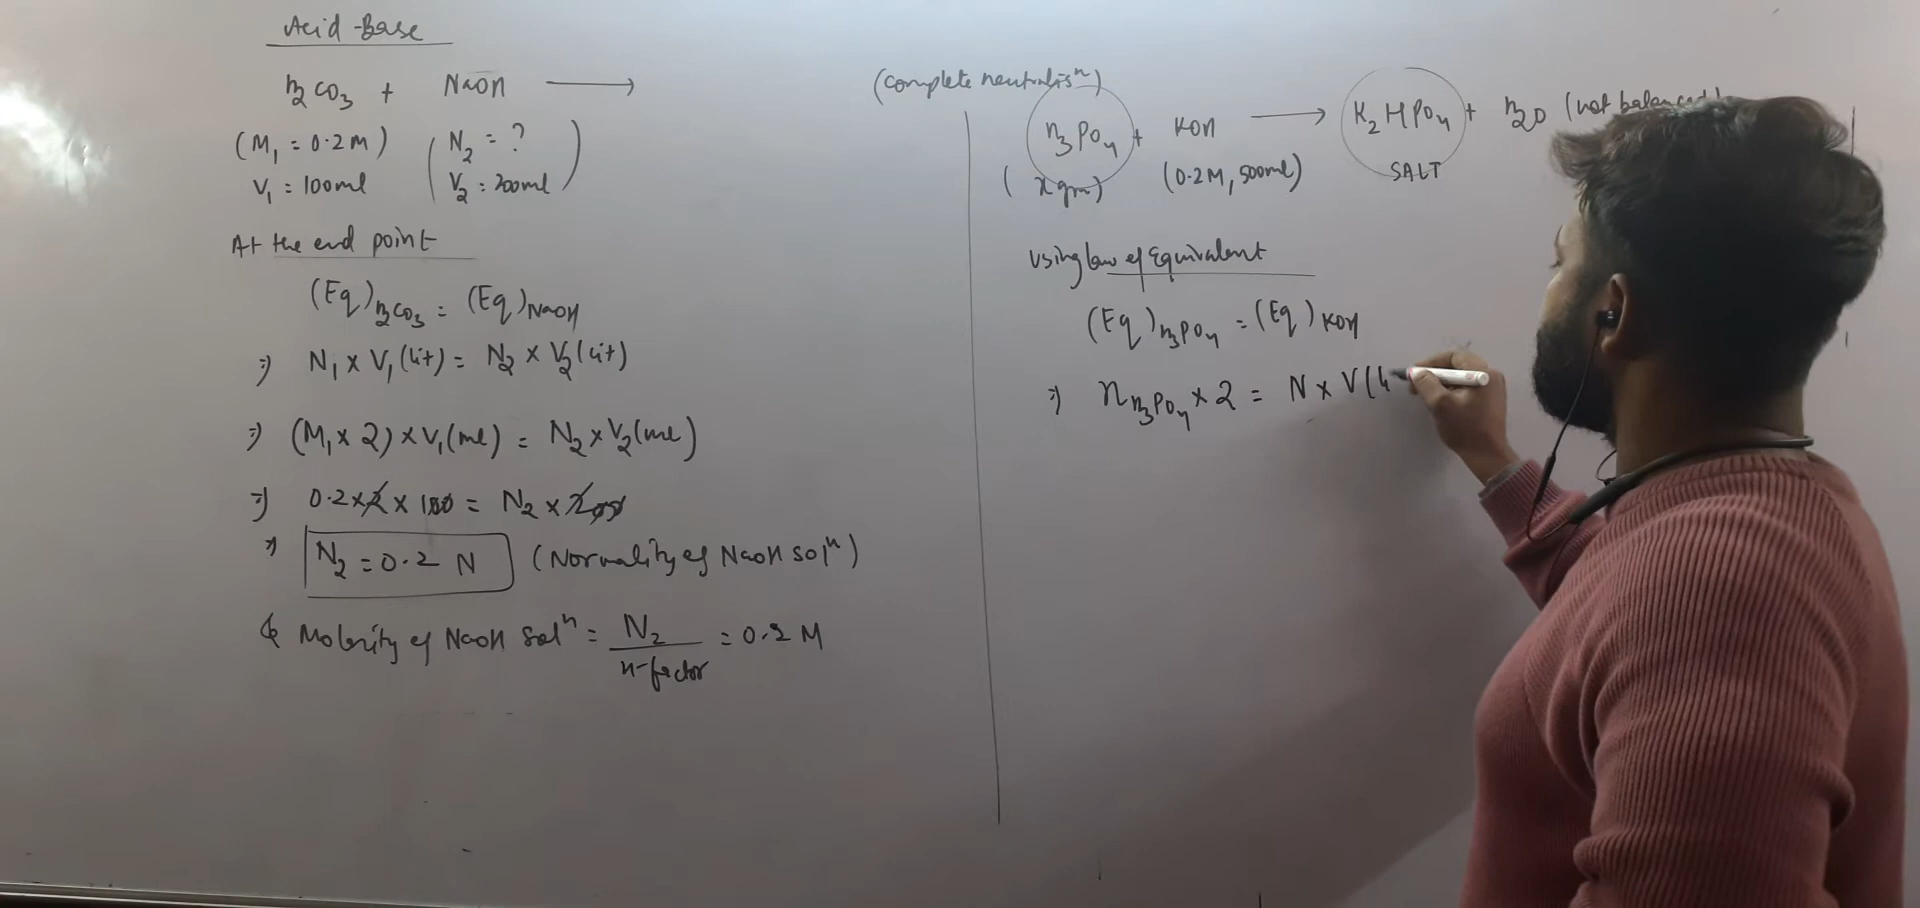 Acid-Base
H2CO3 + NaOH ⟶
(M1 = 0.2M) (N2 = ?
V1 = 100ml V2 = 200ml)
At the end point
(Eq)H2CO3 = (Eq)NaOH
⇒ N1 × V1(lit) = N2 × V2(lit)
⇒ (M1 × 2) × V1(ml) = N2 × V2(ml)
⇒ 0.2×2 × 100 = N2 × 200
⇒ N2 = 0.2 N (Normality of NaOH solⁿ)
& Molarity of NaOH solⁿ = N2/n-factor = 0.2 M
(Complete neutralisⁿ)
H3PO4 + KOH ⟶ K2HPO4 + H2O (not balanced)
(x gm) (0.2M, 500ml) SALT
Using law of Equivalent
(Eq)H3PO4 = (Eq)KOH
⇒ nH3PO4 × 2 = N × V(li